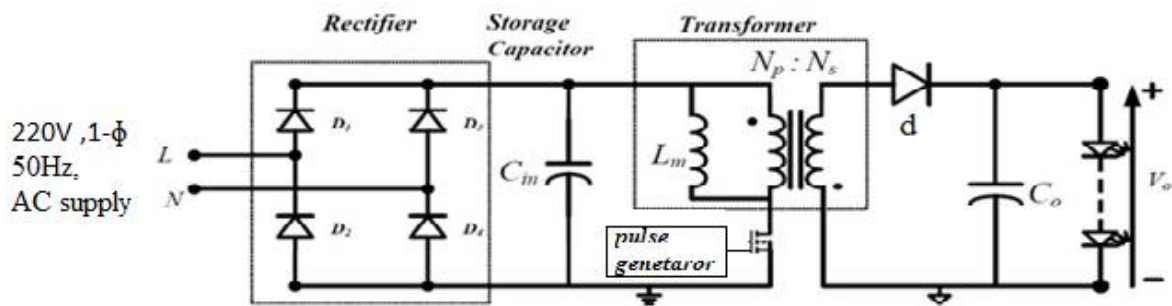 Rectifier
Storage
Capacitor
Transformer
Np : Ns
220V ,1-ϕ
50Hz,
AC supply
L
N
D1
D2
D4
Cin
Lm
pulse
genetaror
d
Co
+
Vo
−